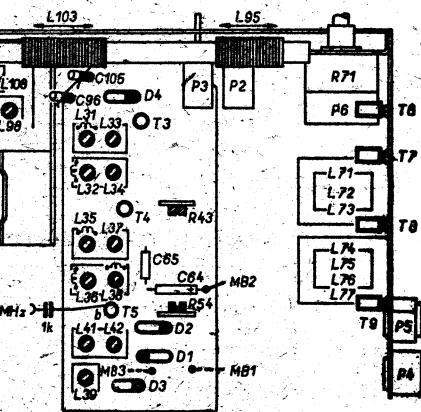 L103 L95
L106 C105 P3 P2 R71
C96 D4 P6 T6
L98 L31 L33 T3
T7
L32 L34 L71
L72
L35 L37 T4 R43 L73
T8
C65 L74
C64 MB2 L75
L36 L38 L76
MHz b T5 R54 L77
1k T9 P5
L41 L42 D2
D1 P4
MB3 MB1
L39 D3